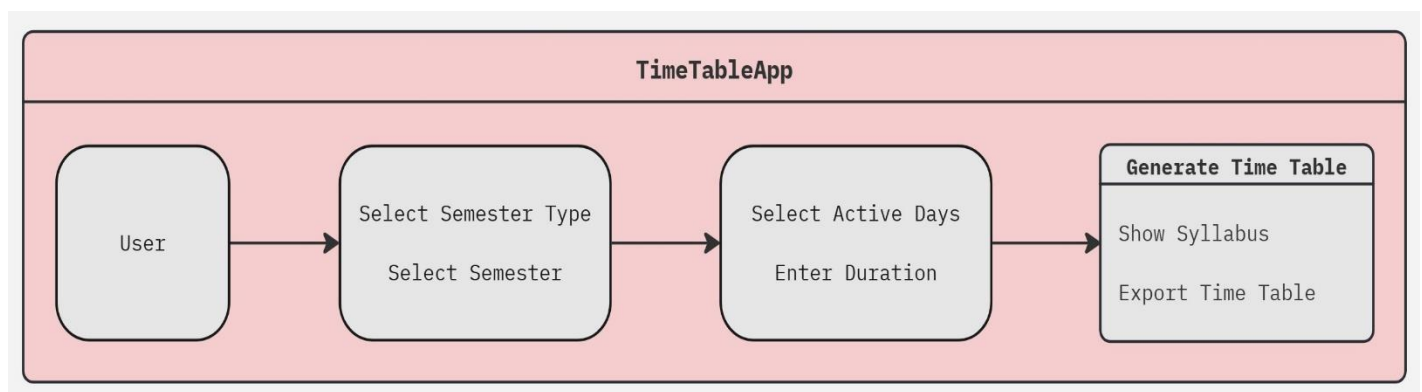 TimeTableApp
User
Select Semester Type
Select Semester
Select Active Days
Enter Duration
Generate Time Table
Show Syllabus
Export Time Table